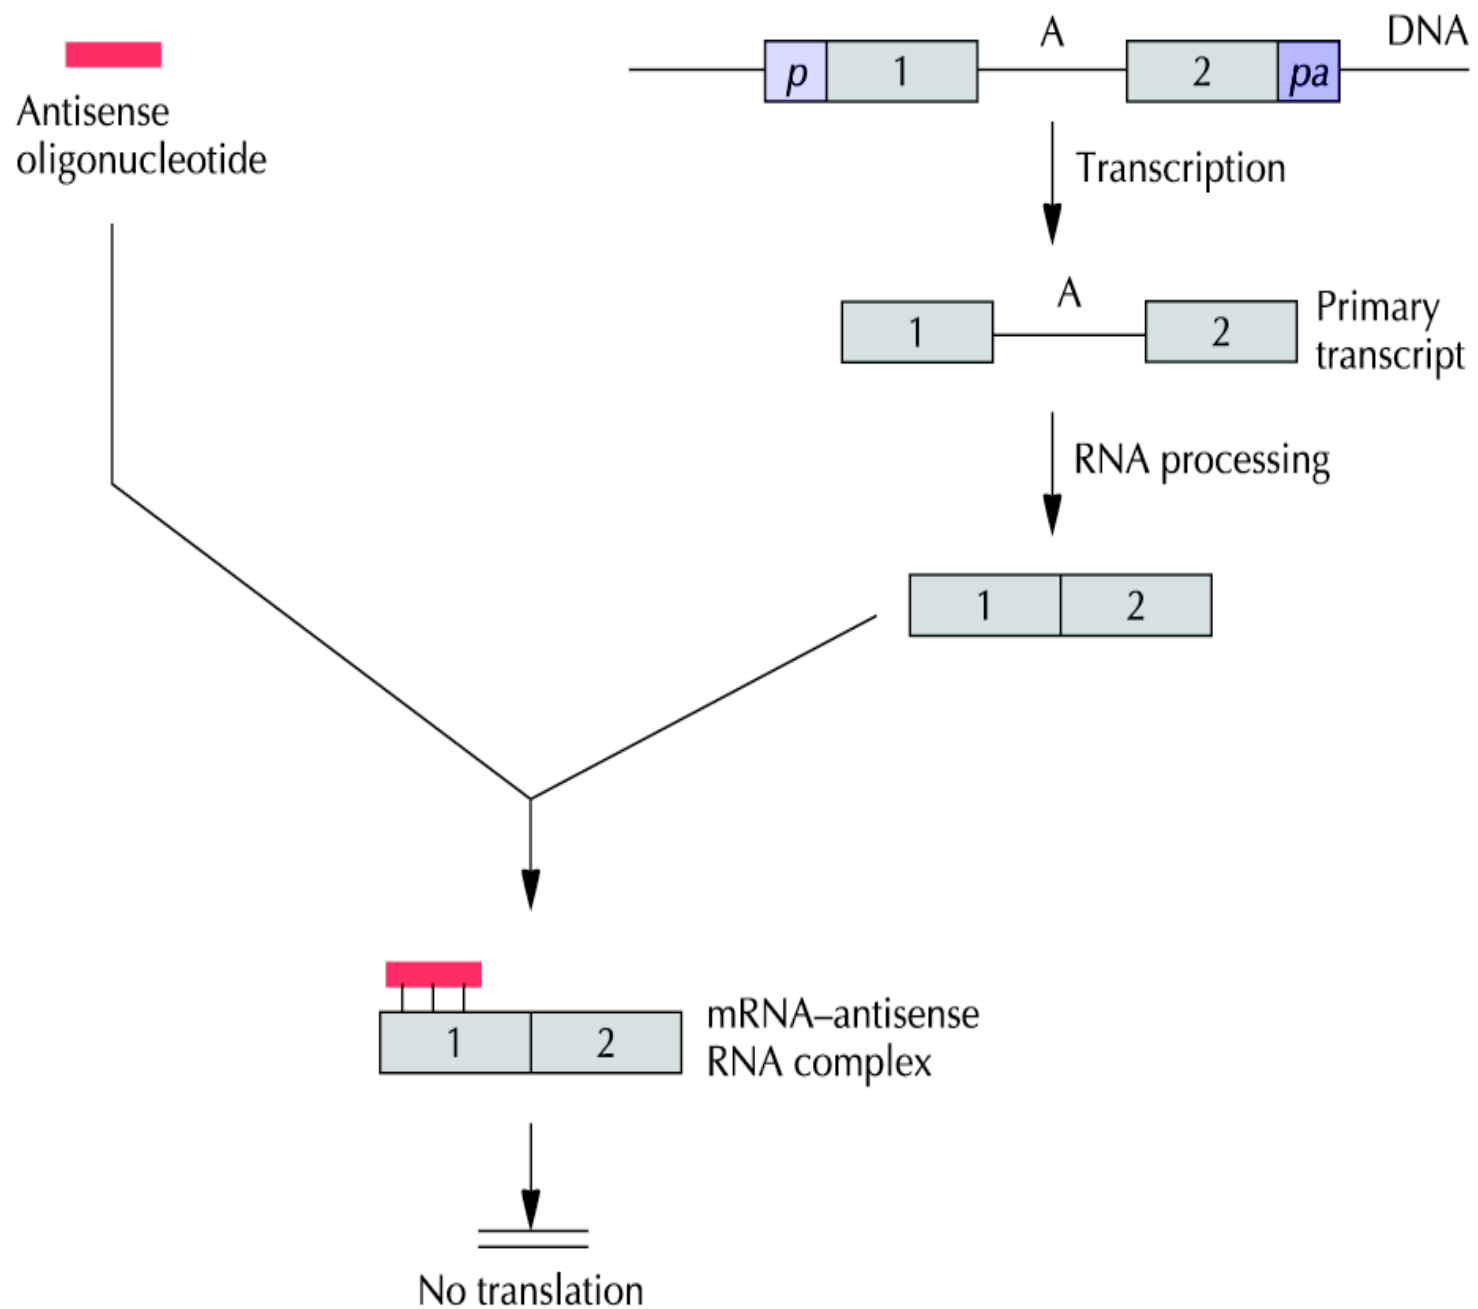 Antisense
oligonucleotide
A
DNA
p 1 2 pa
Transcription
A
1 2
Primary
transcript
RNA processing
1 2
1 2
mRNA–antisense
RNA complex
No translation